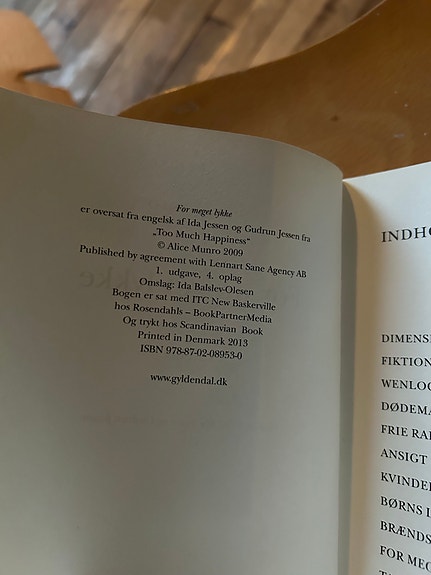 For meget lykke
er oversat fra engelsk af Ida Jessen og Gudrun Jessen fra
„Too Much Happiness“
© Alice Munro 2009
Published by agreement with Lennart Sane Agency AB
1. udgave, 4. oplag
Omslag: Ida Balslev-Olesen
Bogen er sat med ITC New Baskerville
hos Rosendahls – BookPartnerMedia
Og trykt hos Scandinavian Book
Printed in Denmark 2013
ISBN 978-87-02-08953-0
www.gyldendal.dk
INDHO
DIMENS
FIKTION
WENLOC
DØDEMA
FRIE RA
ANSIGT
KVINDE
BØRNS L
BRÆNDS
FOR MEG